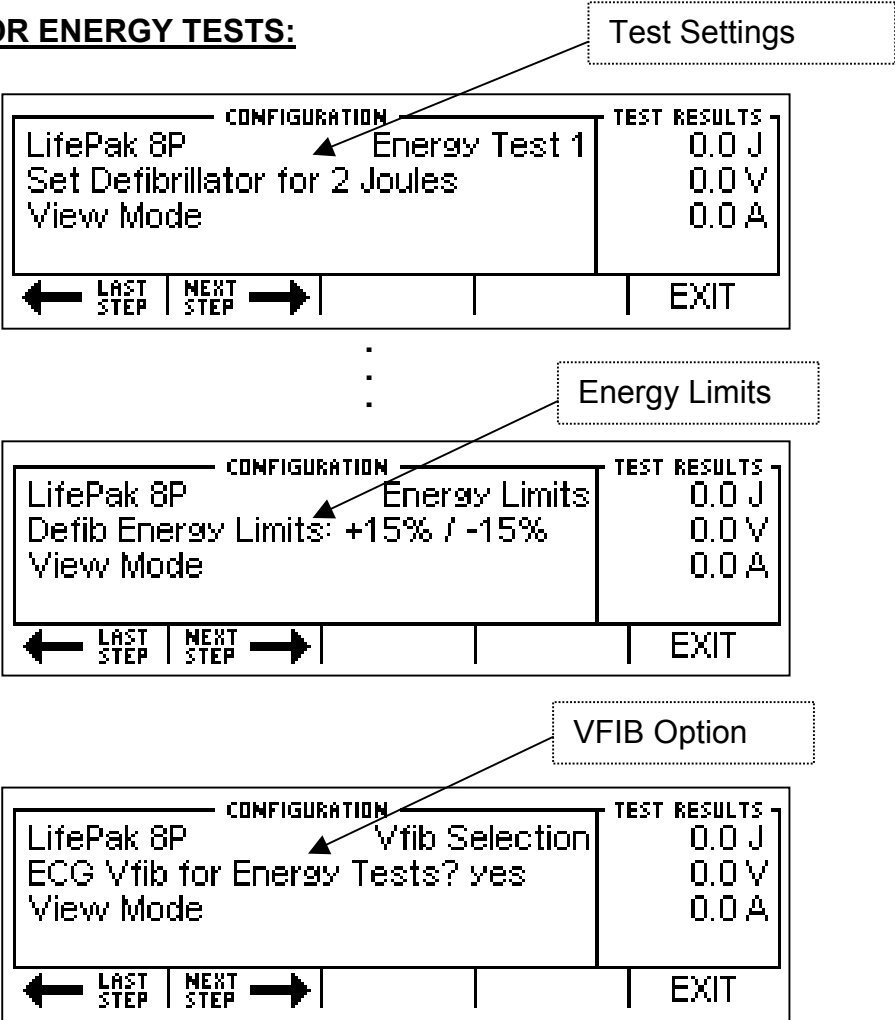 OR ENERGY TESTS:
Test Settings
CONFIGURATION TEST RESULTS
LifePak 8P Energy Test 1 0.0 J
Set Defibrillator for 2 Joules 0.0 V
View Mode 0.0 A
LAST STEP NEXT STEP EXIT
.
.
.
Energy Limits
CONFIGURATION TEST RESULTS
LifePak 8P Energy Limits 0.0 J
Defib Energy Limits: +15% / -15% 0.0 V
View Mode 0.0 A
LAST STEP NEXT STEP EXIT
VFIB Option
CONFIGURATION TEST RESULTS
LifePak 8P Vfib Selection 0.0 J
ECG Vfib for Energy Tests? yes 0.0 V
View Mode 0.0 A
LAST STEP NEXT STEP EXIT